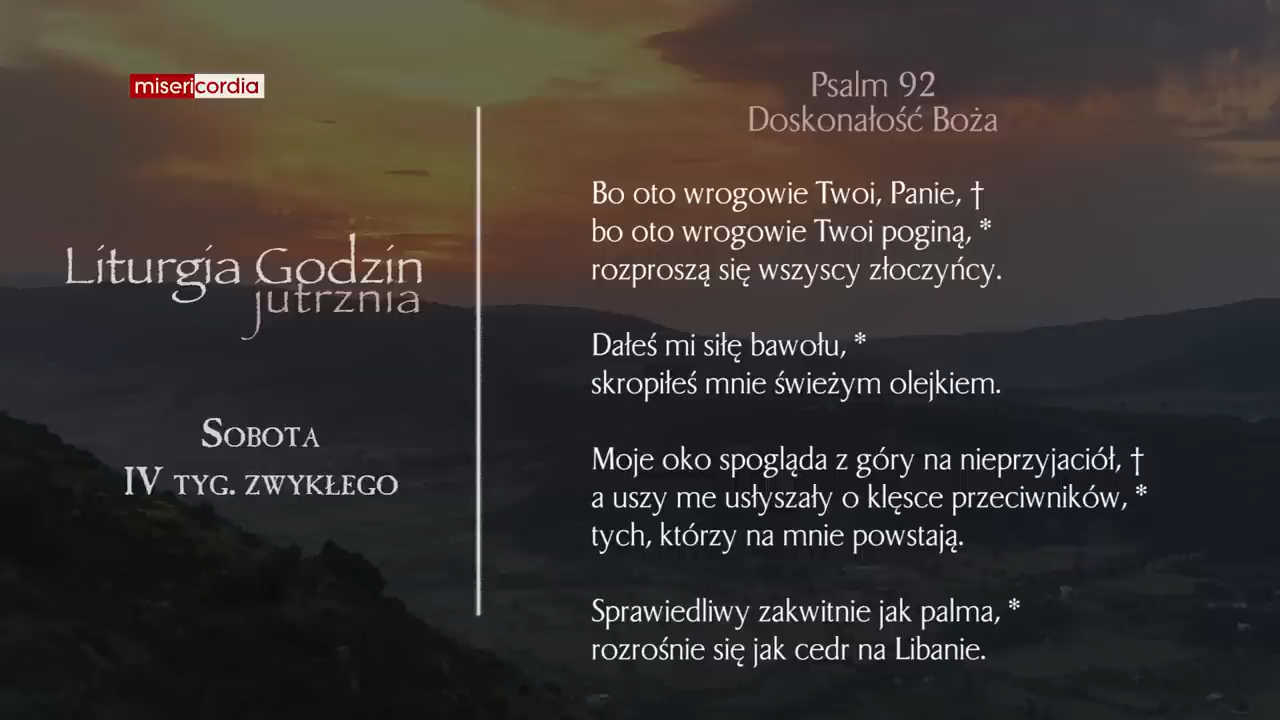 misericordia
Liturgia Godzin
jutrznia
Sobota
IV tyg. zwykłego
Psalm 92
Doskonałość Boża
Bo oto wrogowie Twoi, Panie, †
bo oto wrogowie Twoi poginą, *
rozproszą się wszyscy złoczyńcy.
Dałeś mi siłę bawołu, *
skropiłeś mnie świeżym olejkiem.
Moje oko spogląda z góry na nieprzyjaciół, †
a uszy me usłyszały o klęsce przeciwników, *
tych, którzy na mnie powstają.
Sprawiedliwy zakwitnie jak palma, *
rozrośnie się jak cedr na Libanie.